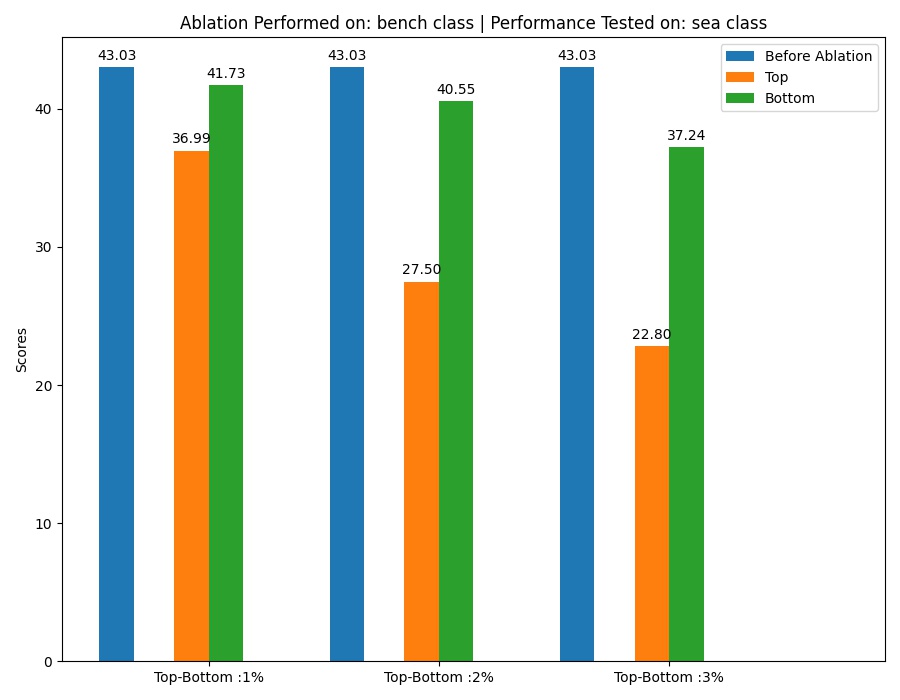 Ablation Performed on: bench class | Performance Tested on: sea class
43.03
36.99
41.73
43.03
27.50
40.55
43.03
22.80
37.24
Before Ablation
Top
Bottom
Scores
40
30
20
10
0
Top-Bottom :1%
Top-Bottom :2%
Top-Bottom :3%